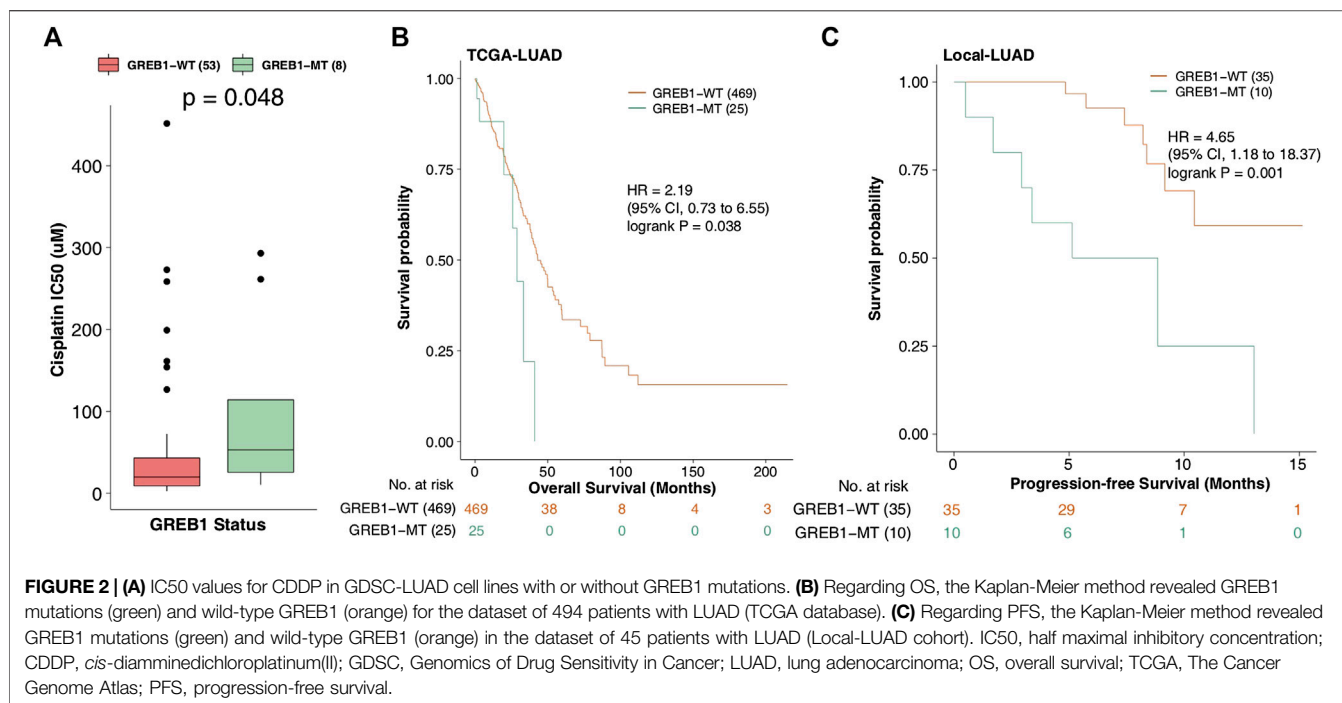 A
GREB1-WT (53) GREB1-MT (8)
p = 0.048
Cisplatin IC50 (uM)
400
300
200
100
0
GREB1 Status
B
TCGA-LUAD
GREB1-WT (469)
GREB1-MT (25)
HR = 2.19
(95% CI, 0.73 to 6.55)
logrank P = 0.038
Survival probability
1.00
0.75
0.50
0.25
0.00
0 50 100 150 200
Overall Survival (Months)
No. at risk
GREB1-WT (469) 469 38 8 4 3
GREB1-MT (25) 25 0 0 0 0
C
Local-LUAD
GREB1-WT (35)
GREB1-MT (10)
HR = 4.65
(95% CI, 1.18 to 18.37)
logrank P = 0.001
Survival probability
1.00
0.75
0.50
0.25
0.00
0 5 10 15
Progression-free Survival (Months)
No. at risk
GREB1-WT (35) 35 29 7 1
GREB1-MT (10) 10 6 1 0
FIGURE 2 | (A) IC50 values for CDDP in GDSC-LUAD cell lines with or without GREB1 mutations. (B) Regarding OS, the Kaplan-Meier method revealed GREB1
mutations (green) and wild-type GREB1 (orange) for the dataset of 494 patients with LUAD (TCGA database). (C) Regarding PFS, the Kaplan-Meier method revealed
GREB1 mutations (green) and wild-type GREB1 (orange) in the dataset of 45 patients with LUAD (Local-LUAD cohort). IC50, half maximal inhibitory concentration;
CDDP, cis-diamminedichloroplatinum(II); GDSC, Genomics of Drug Sensitivity in Cancer; LUAD, lung adenocarcinoma; OS, overall survival; TCGA, The Cancer
Genome Atlas; PFS, progression-free survival.